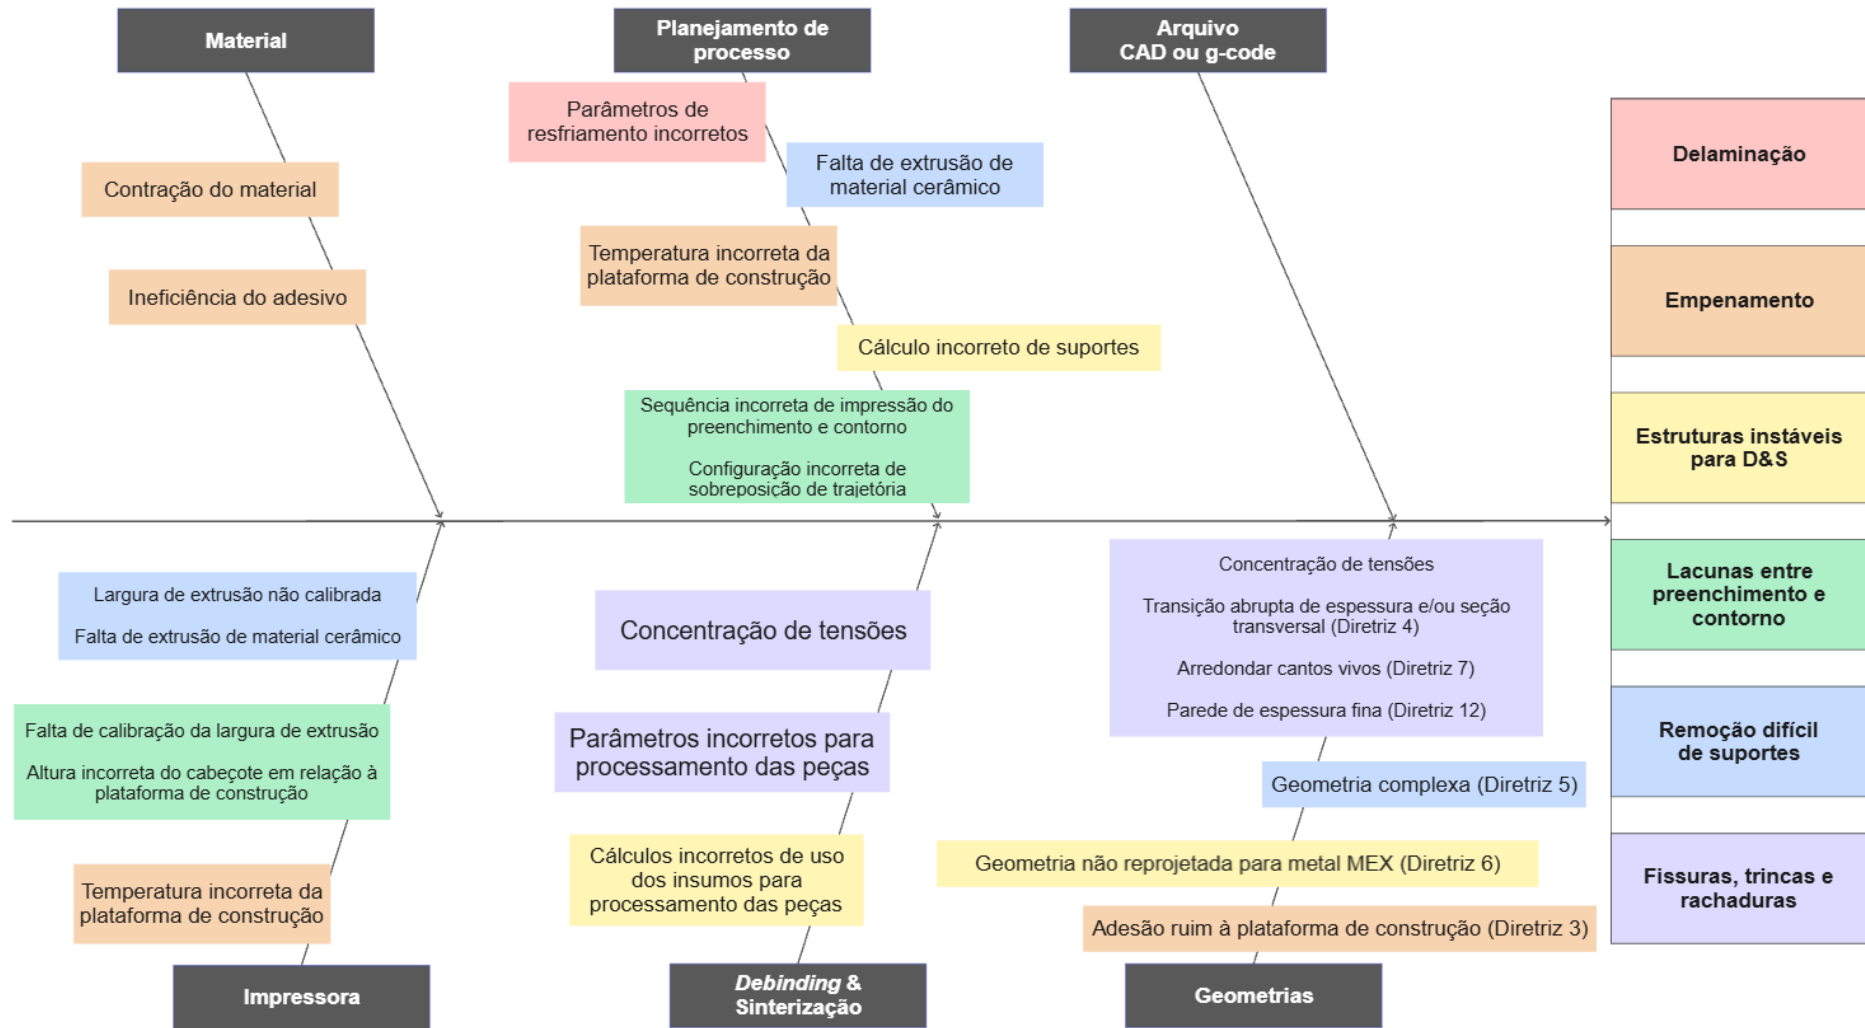 Material
Planejamento de
processo
Arquivo
CAD ou g-code
Parâmetros de
resfriamento incorretos
Falta de extrusão de
material cerâmico
Contração do material
Temperatura incorreta da
plataforma de construção
Ineficiência do adesivo
Cálculo incorreto de suportes
Sequência incorreta de impressão do
preenchimento e contorno
Configuração incorreta de
sobreposição de trajetória
Delaminação
Empenamento
Estruturas instáveis
para D&S
Lacunas entre
preenchimento e
contorno
Remoção difícil
de suportes
Fissuras, trincas e
rachaduras
Largura de extrusão não calibrada
Falta de extrusão de material cerâmico
Falta de calibração da largura de extrusão
Altura incorreta do cabeçote em relação à
plataforma de construção
Temperatura incorreta da
plataforma de construção
Impressora
Concentração de tensões
Parâmetros incorretos para
processamento das peças
Cálculos incorretos de uso
dos insumos para
processamento das peças
Debinding &
Sinterização
Concentração de tensões
Transição abrupta de espessura e/ou seção
transversal (Diretriz 4)
Arredondar cantos vivos (Diretriz 7)
Parede de espessura fina (Diretriz 12)
Geometria complexa (Diretriz 5)
Geometria não reprojetada para metal MEX (Diretriz 6)
Adesão ruim à plataforma de construção (Diretriz 3)
Geometrias